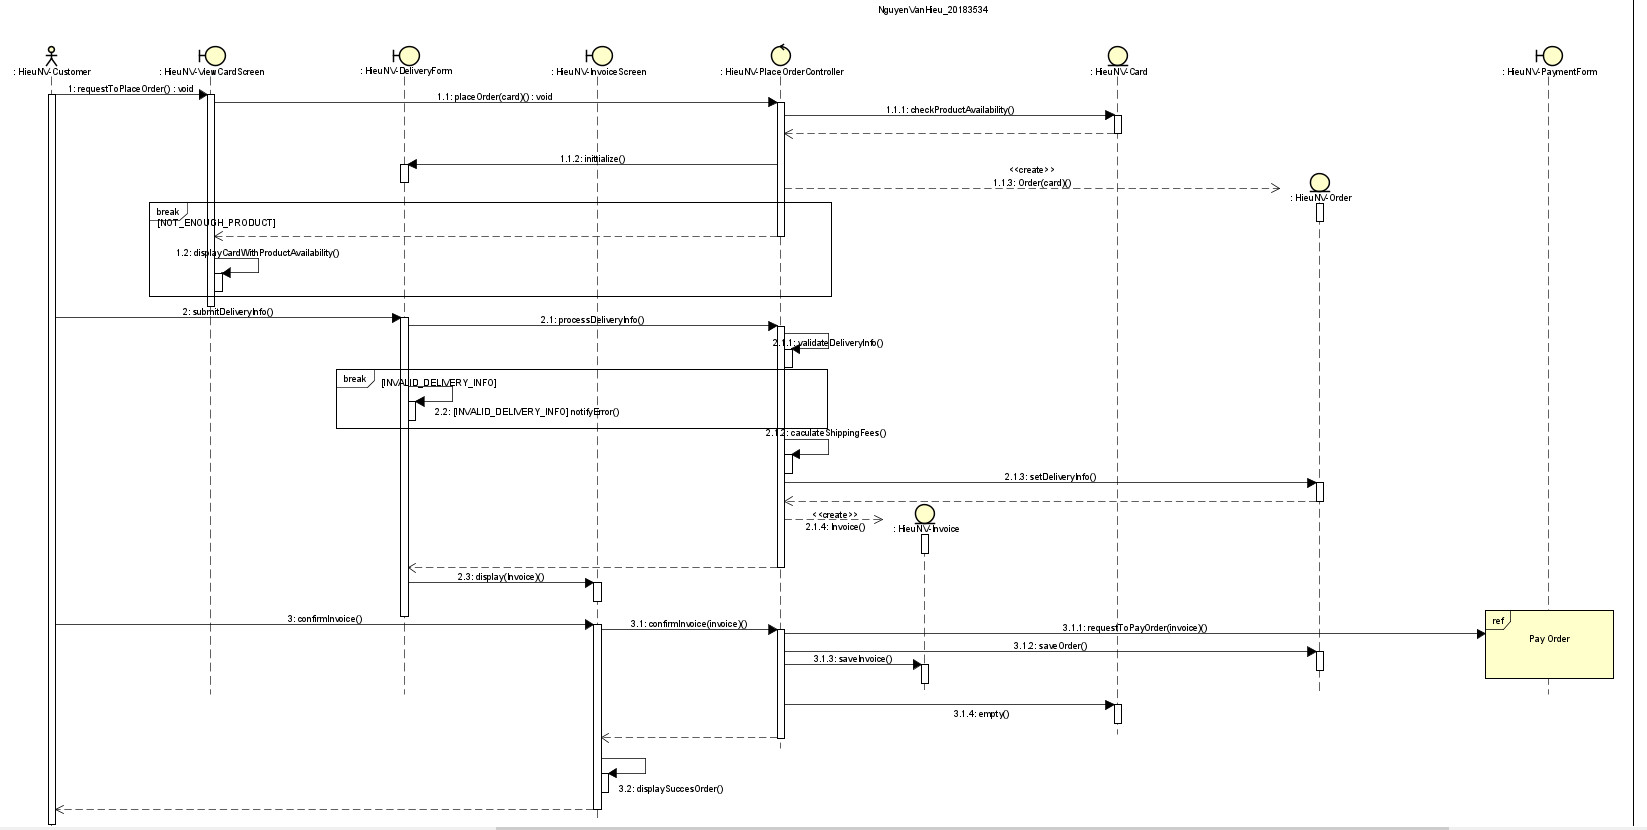 NguyenVanHieu_20183534
: HieuNV-Customer
: HieuNV-ViewCardScreen
: HieuNV-DeliveryForm
: HieuNV-InvoiceScreen
: HieuNV-PlaceOrderController
: HieuNV-Card
: HieuNV-PaymentForm
1: requestToPlaceOrder() : void
1.1: placeOrder(card)() : void
1.1.1: checkProductAvailability()
1.1.2: initialize()
<<create>>
1.1.3: Order(card)()
: HieuNV-Order
break
[NOT_ENOUGH_PRODUCT]
1.2: displayCardWithProductAvailability()
2: submitDeliveryInfo()
2.1: processDeliveryInfo()
2.1.1: validateDeliveryInfo()
break
[INVALID_DELIVERY_INFO]
2.2: [INVALID_DELIVERY_INFO] notifyError()
2.1.2: caculateShippingFees()
2.1.3: setDeliveryInfo()
<<create>>
2.1.4: Invoice()
: HieuNV-Invoice
2.3: display(Invoice)()
3: confirmInvoice()
3.1: confirmInvoice(invoice)()
3.1.1: requestToPayOrder(invoice)()
ref
Pay Order
3.1.2: saveOrder()
3.1.3: saveInvoice()
3.1.4: empty()
3.2: displaySuccesOrder()